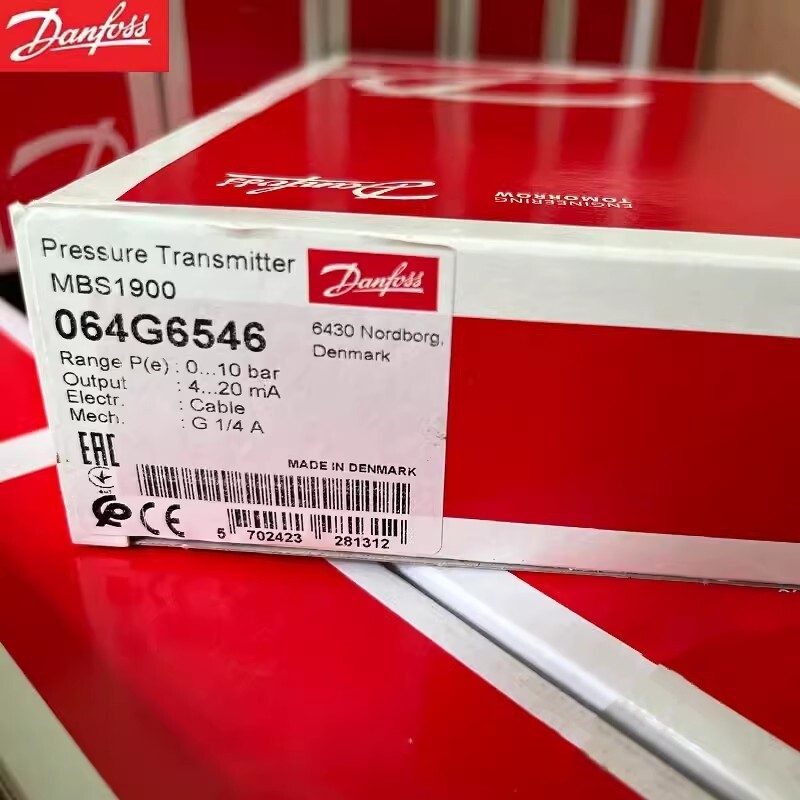 Danfoss
Danfoss
ENGINEERING
TOMORROW
Pressure Transmitter
MBS1900
Danfoss
064G6546
6430 Nordborg,
Denmark
Range P(e) : 0...10 bar
Output : 4...20 mA
Electr. : Cable
Mech. : G 1/4 A
EAC
MADE IN DENMARK
CE
5 702423 281312